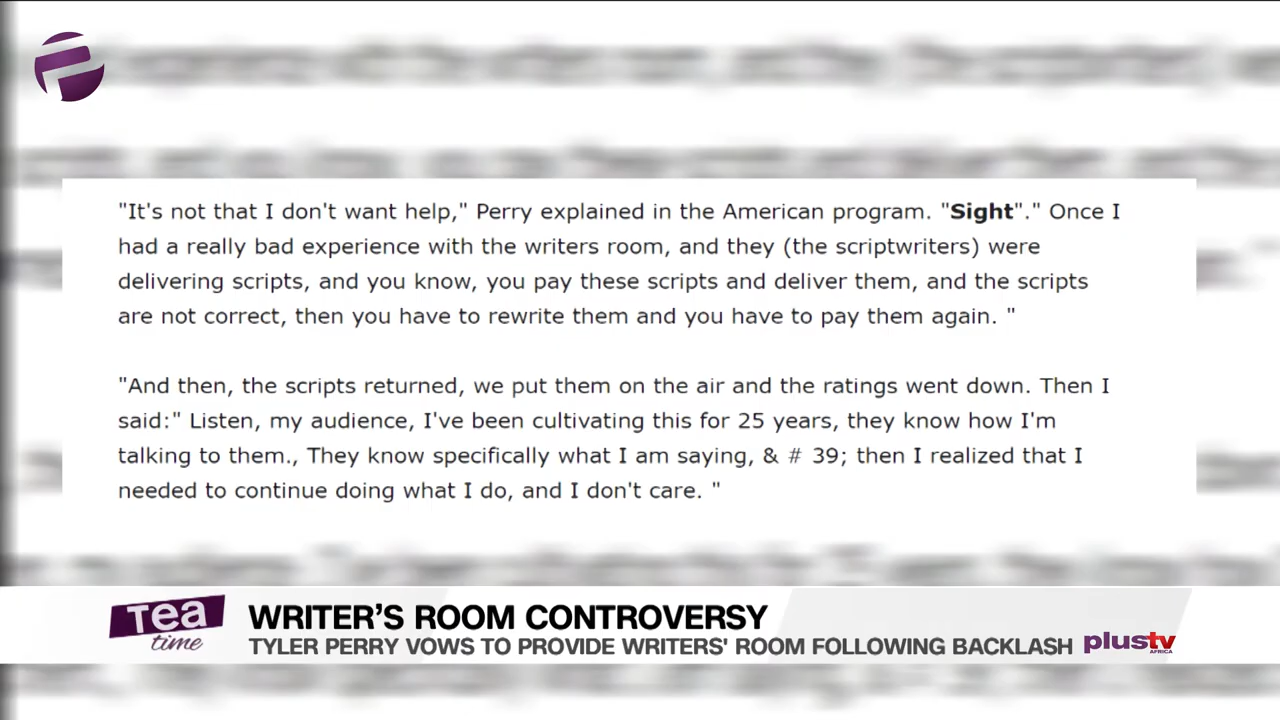 "It's not that I don't want help," Perry explained in the American program. "Sight"." Once I
had a really bad experience with the writers room, and they (the scriptwriters) were
delivering scripts, and you know, you pay these scripts and deliver them, and the scripts
are not correct, then you have to rewrite them and you have to pay them again. "
"And then, the scripts returned, we put them on the air and the ratings went down. Then I
said:" Listen, my audience, I've been cultivating this for 25 years, they know how I'm
talking to them., They know specifically what I am saying, & # 39; then I realized that I
needed to continue doing what I do, and I don't care. "
Tea
time
WRITER'S ROOM CONTROVERSY
TYLER PERRY VOWS TO PROVIDE WRITERS' ROOM FOLLOWING BACKLASH
plustv
AFRICA